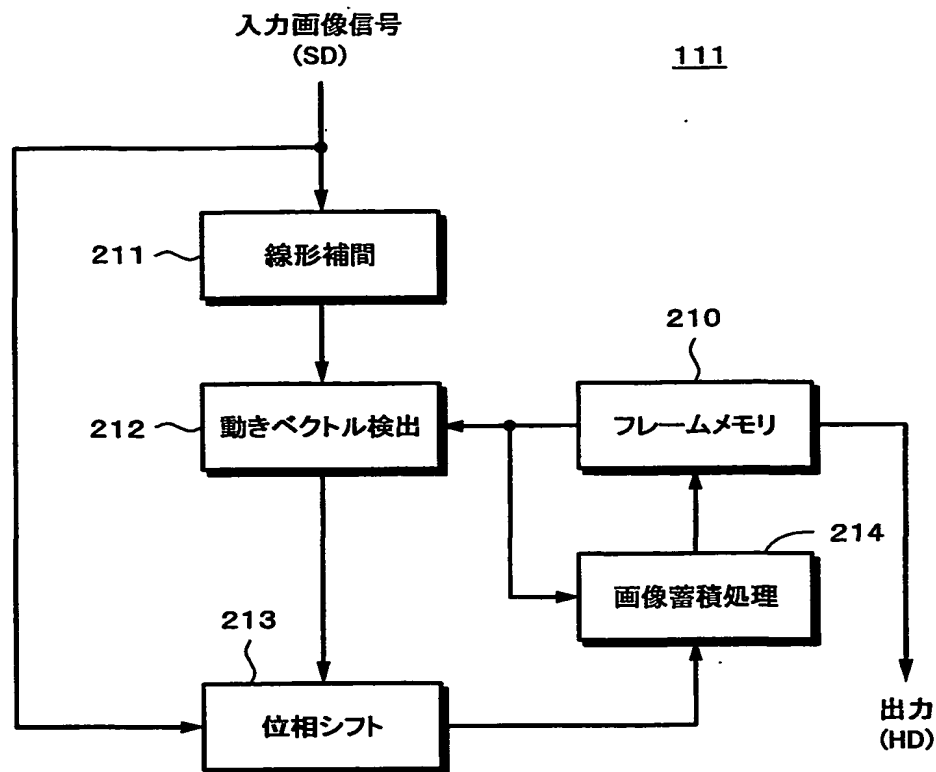 入力画像信号
(SD)
111
211
線形補間
210
212
動きベクトル検出
フレームメモリ
214
画像蓄積処理
213
位相シフト
出力
(HD)